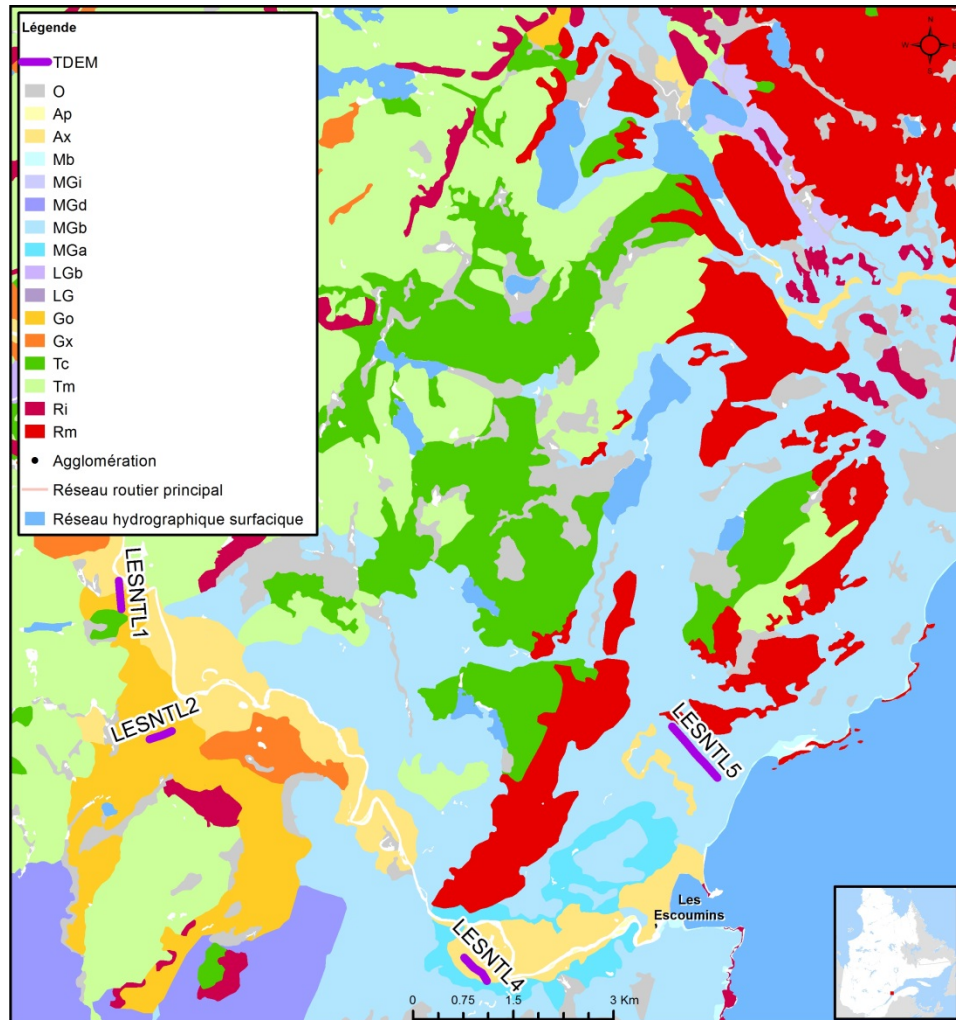 Légende
TDEM
O
Ap
Ax
Mb
MGi
MGd
MGb
MGa
LGb
LG
Go
Gx
Tc
Tm
Ri
Rm
Agglomération
Réseau routier principal
Réseau hydrographique surfacique
N
W
E
S
LESNTL1
LESNTL2
LESNTL5
Les
Escoumins
LESNTL4
0 0.75 1.5 3 Km